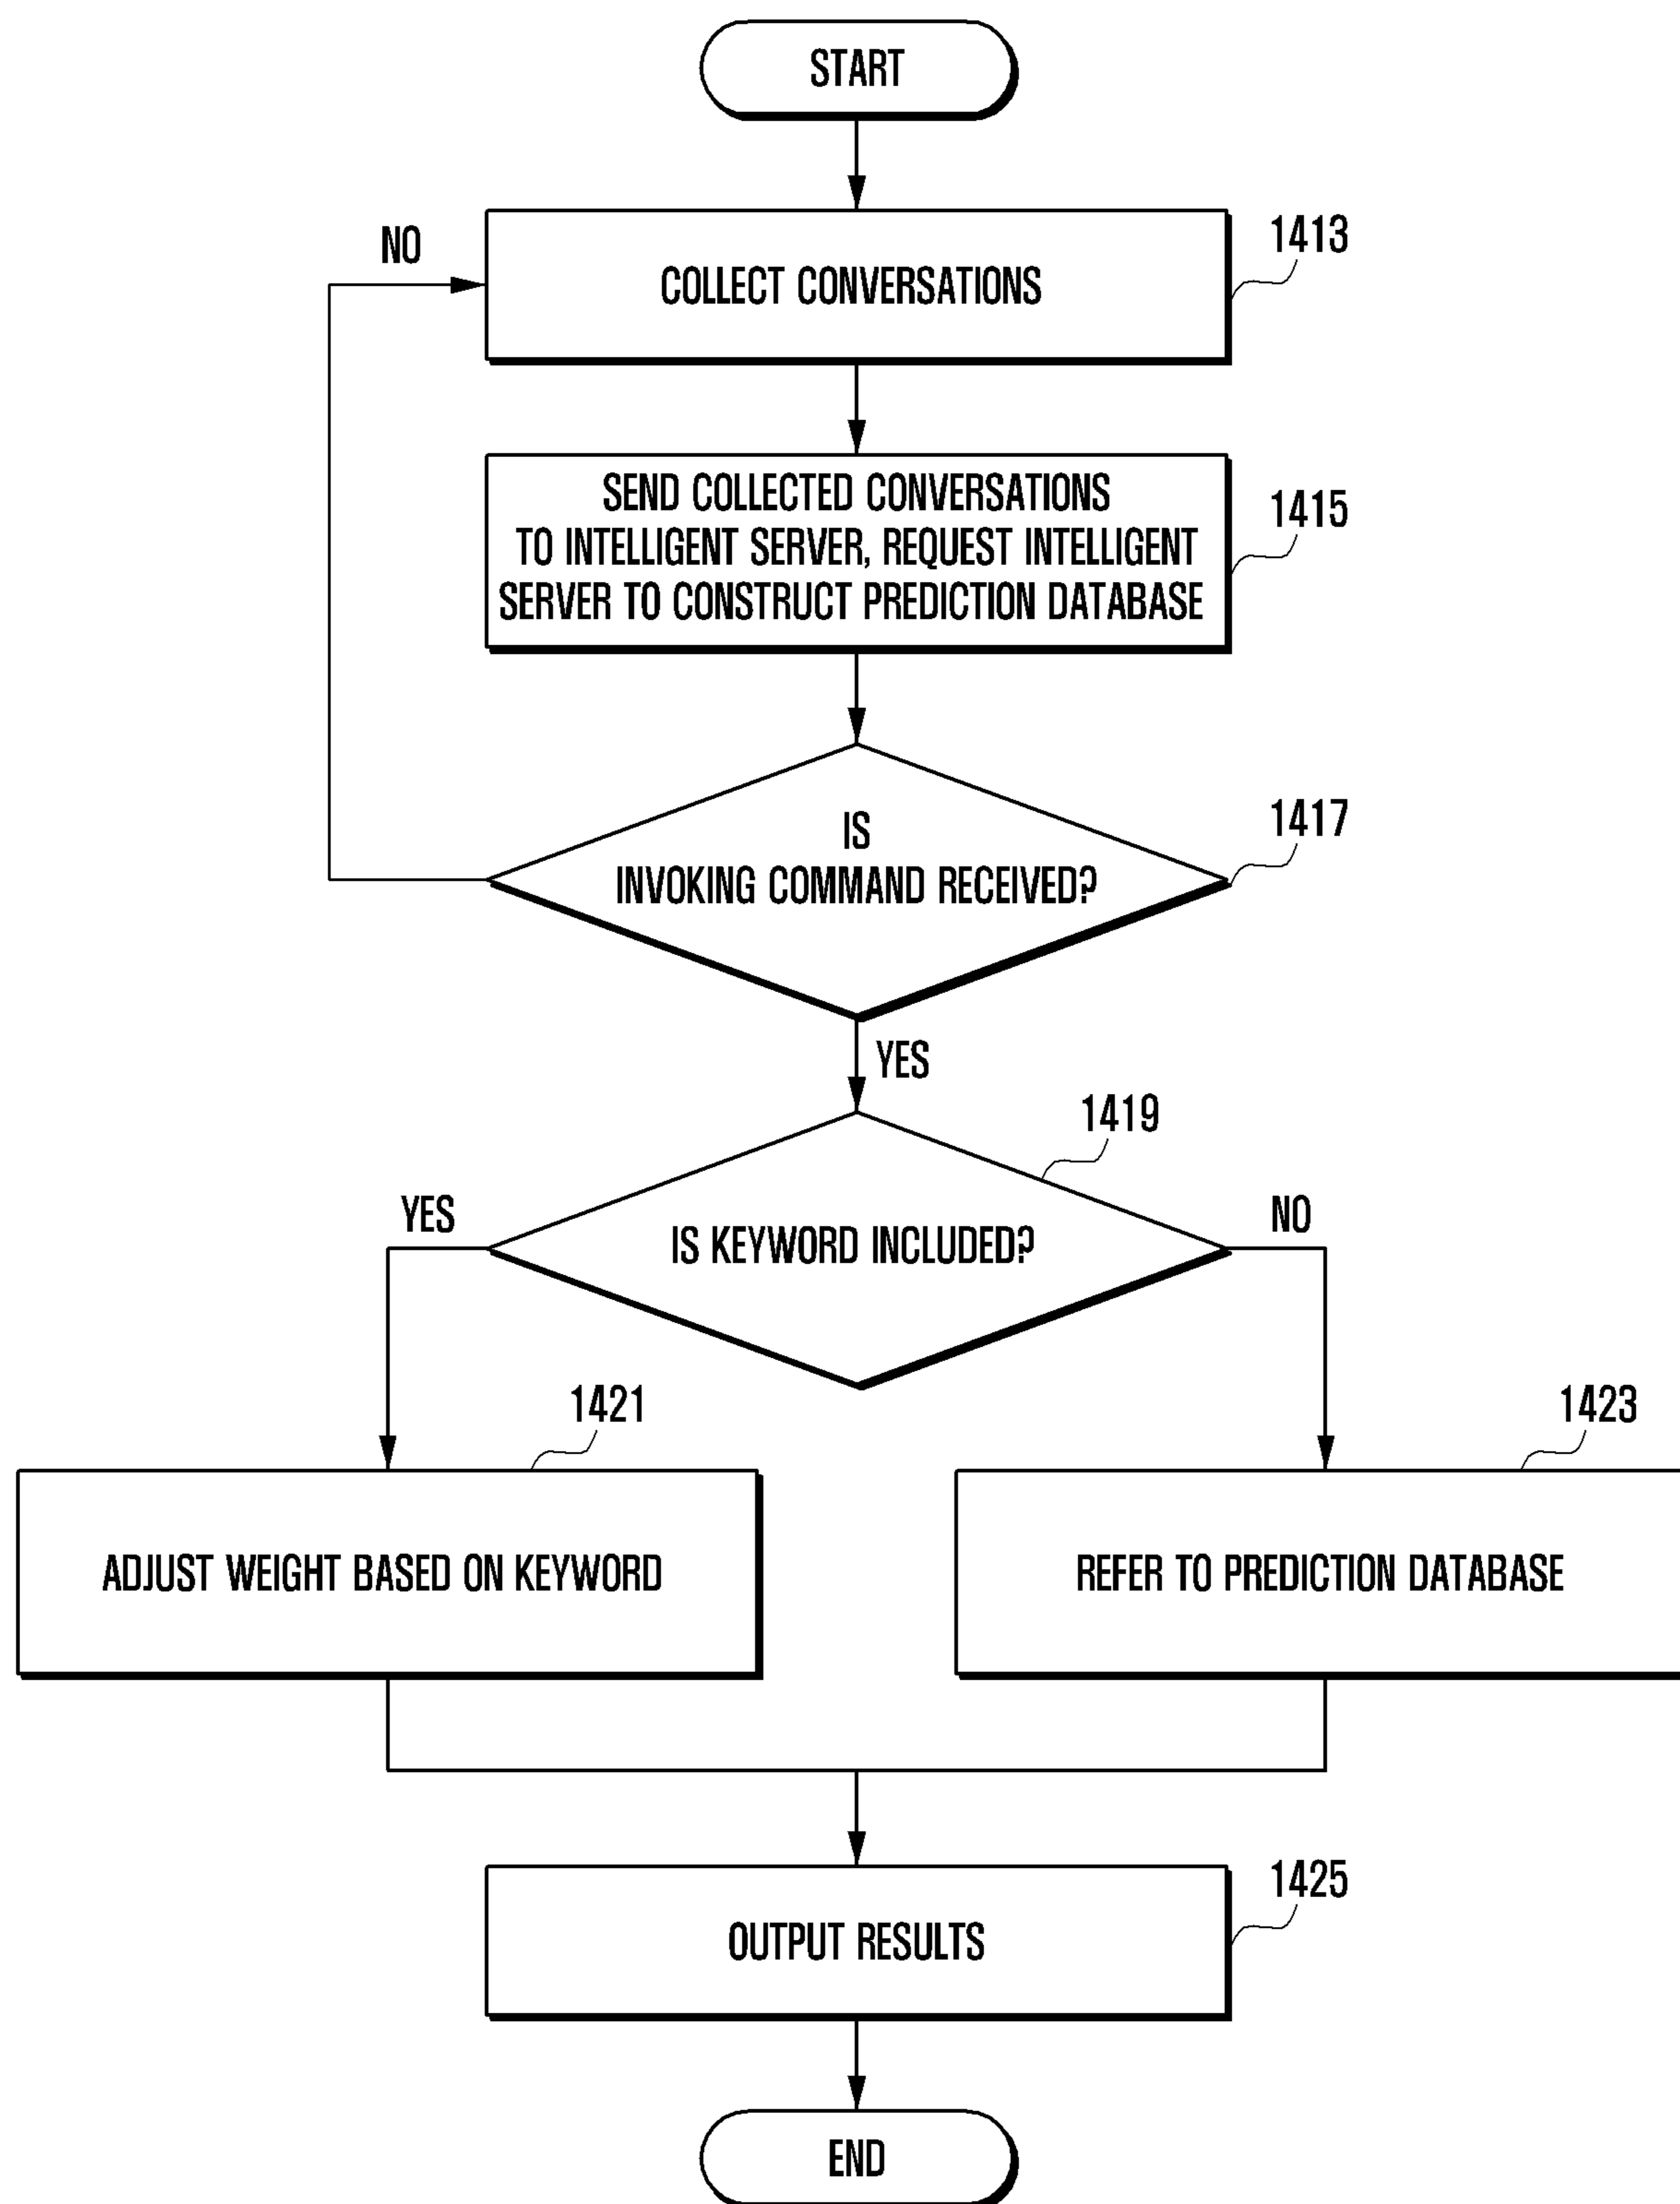 START
NO
1413
COLLECT CONVERSATIONS
SEND COLLECTED CONVERSATIONS
TO INTELLIGENT SERVER, REQUEST INTELLIGENT
SERVER TO CONSTRUCT PREDICTION DATABASE
1415
IS
INVOKING COMMAND RECEIVED?
1417
YES
1419
YES
NO
IS KEYWORD INCLUDED?
1421
1423
ADJUST WEIGHT BASED ON KEYWORD
REFER TO PREDICTION DATABASE
1425
OUTPUT RESULTS
END